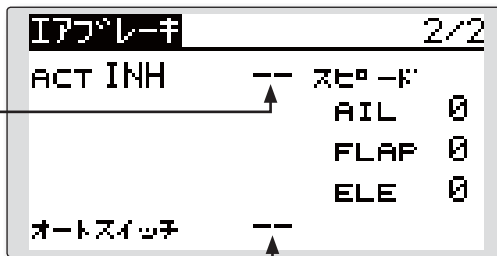 エアブレーキ 2/2
ACT INH -- スピード
AIL 0
FLAP 0
ELE 0
オートスイッチ --